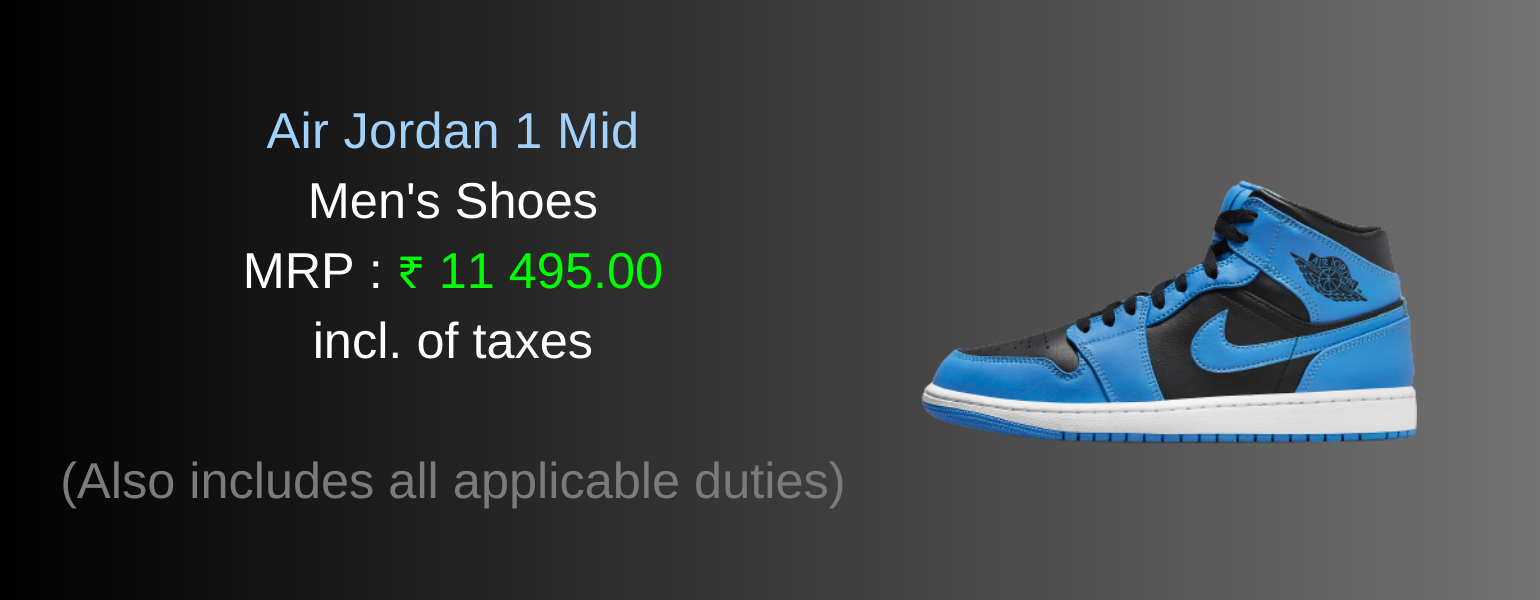 Air Jordan 1 Mid
Men's Shoes
MRP : ₹ 11 495.00
incl. of taxes
(Also includes all applicable duties)